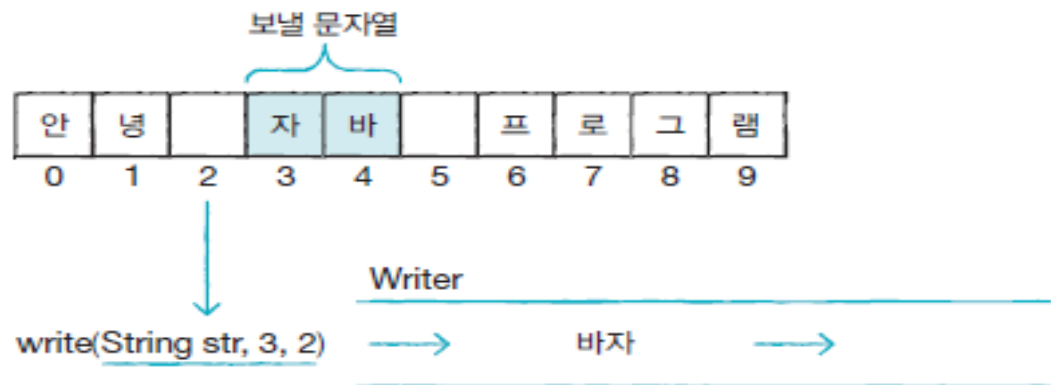 보낼 문자열
안 녕 자 바 프 로 그 램
0 1 2 3 4 5 6 7 8 9
Writer
write(String str, 3, 2) 바자